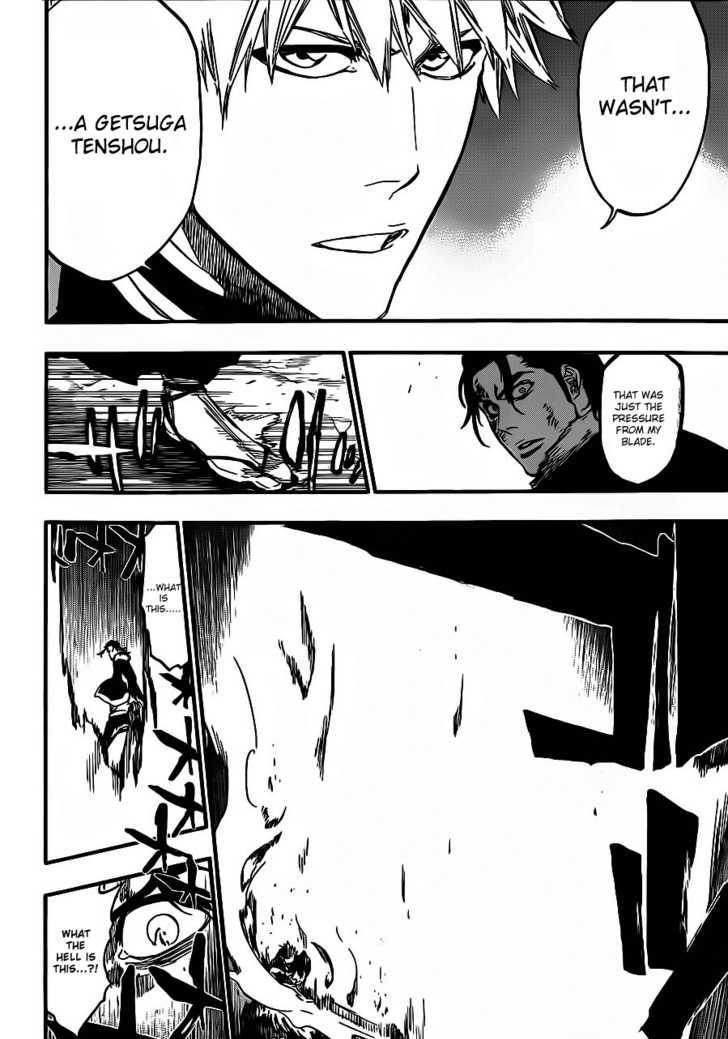 THAT
WASN'T...
...A GETSUGA
TENSHOU.
THAT WAS
JUST THE
PRESSURE
FROM MY
BLADE.
...WHAT
IS
THIS.....
WHAT
THE
HELL IS
THIS...?!